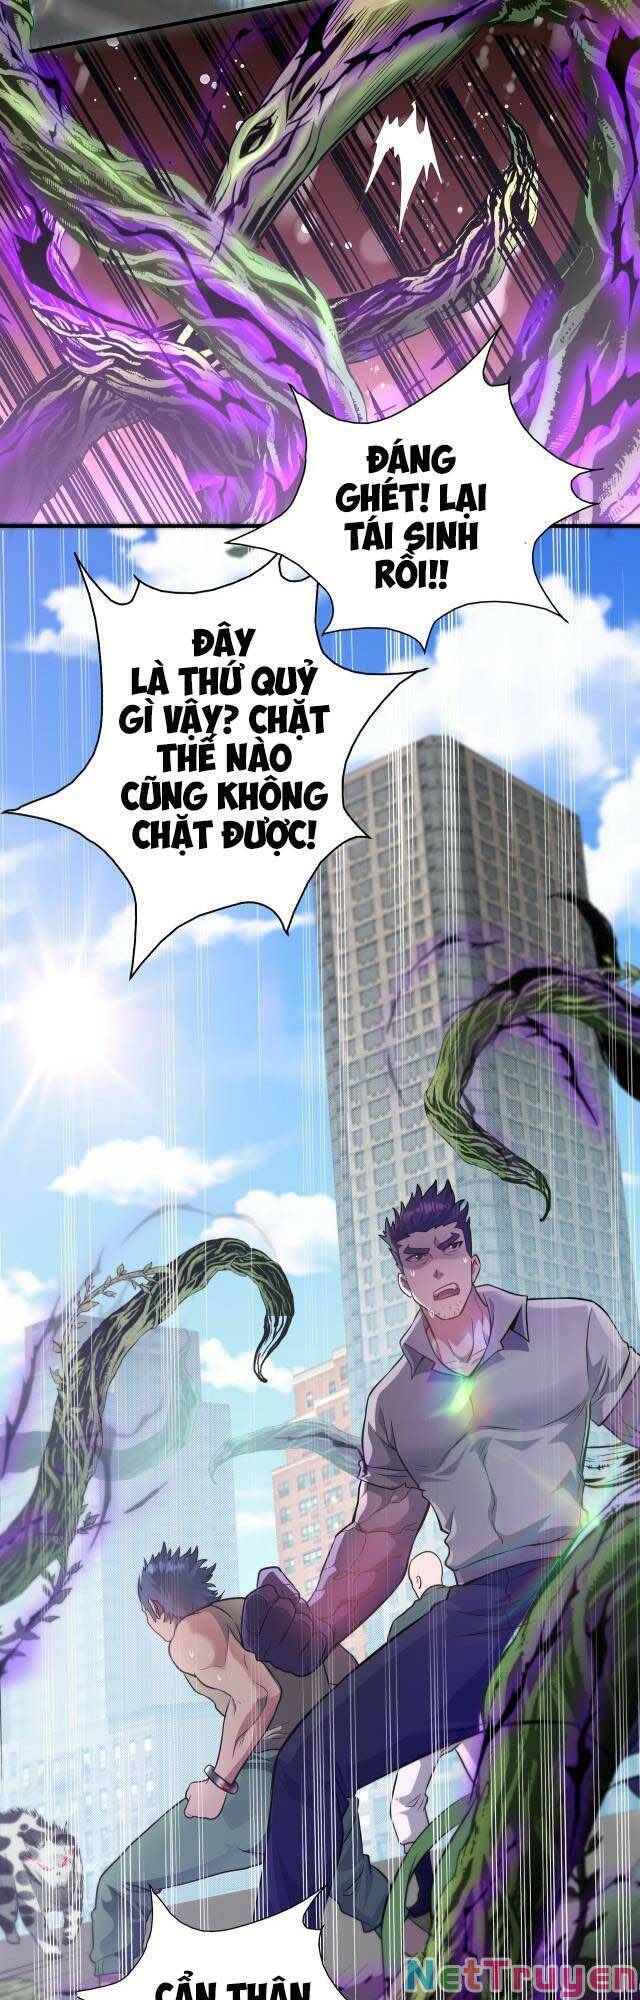 ĐÁNG
GHÉT! LẠI
TÁI SINH
RỒI!!
ĐÂY
LÀ THỨ QUỶ
GÌ VẬY? CHẶT
THẾ NÀO
CŨNG KHÔNG
CHẶT ĐƯỢC!
CẨN THẬN
NetTruyen